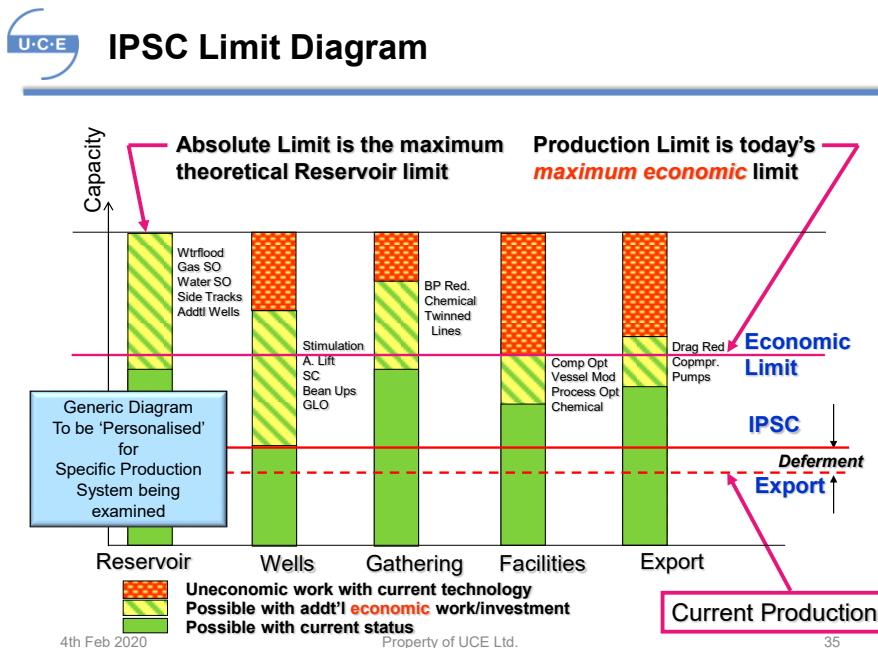 U·C·E
IPSC Limit Diagram
Capacity
Absolute Limit is the maximum
theoretical Reservoir limit
Production Limit is today's
maximum economic limit
Wtrflood
Gas SO
Water SO
Side Tracks
Addtl Wells
Stimulation
A. Lift
SC
Bean Ups
GLO
BP Red.
Chemical
Twinned
Lines
Comp Opt
Vessel Mod
Process Opt
Chemical
Drag Red
Copmpr.
Pumps
Economic
Limit
IPSC
Deferment
Export
Generic Diagram
To be 'Personalised'
for
Specific Production
System being
examined
Reservoir
Wells
Gathering
Facilities
Export
Uneconomic work with current technology
Possible with addt'l economic work/investment
Possible with current status
Current Production
4th Feb 2020
Property of UCE Ltd.
35